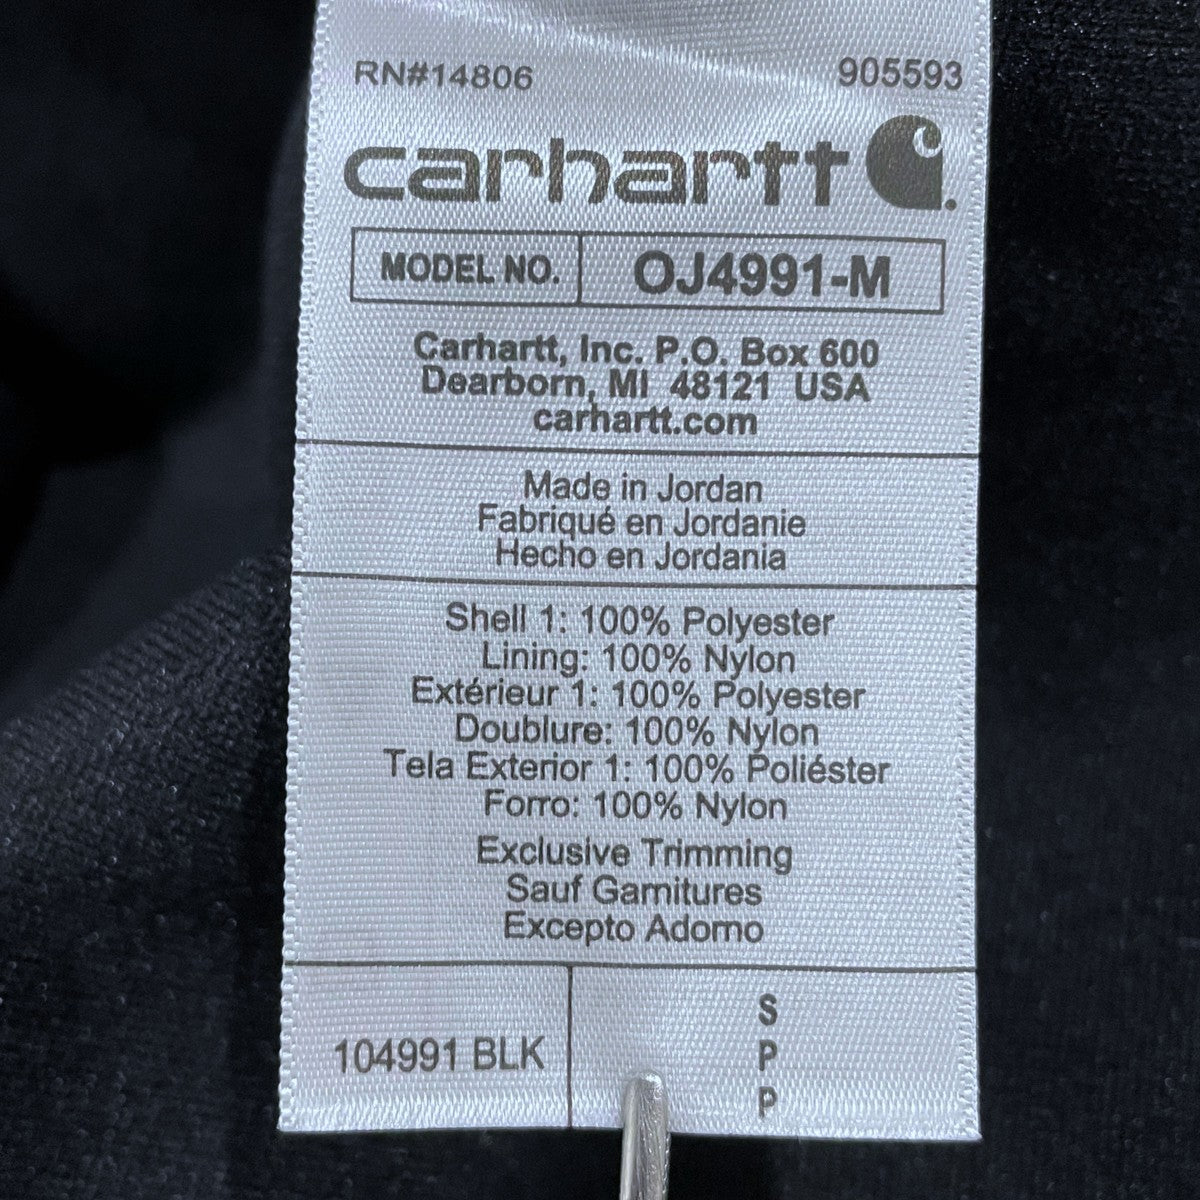 RN#14806 905593
carhartt
MODEL NO. OJ4991-M
Carhartt, Inc. P.O. Box 600
Dearborn, MI 48121 USA
carhartt.com
Made in Jordan
Fabriqué en Jordanie
Hecho en Jordania
Shell 1: 100% Polyester
Lining: 100% Nylon
Extérieur 1: 100% Polyester
Doublure: 100% Nylon
Tela Exterior 1: 100% Poliéster
Forro: 100% Nylon
Exclusive Trimming
Sauf Garnitures
Excepto Adorno
104991 BLK
S
P
P